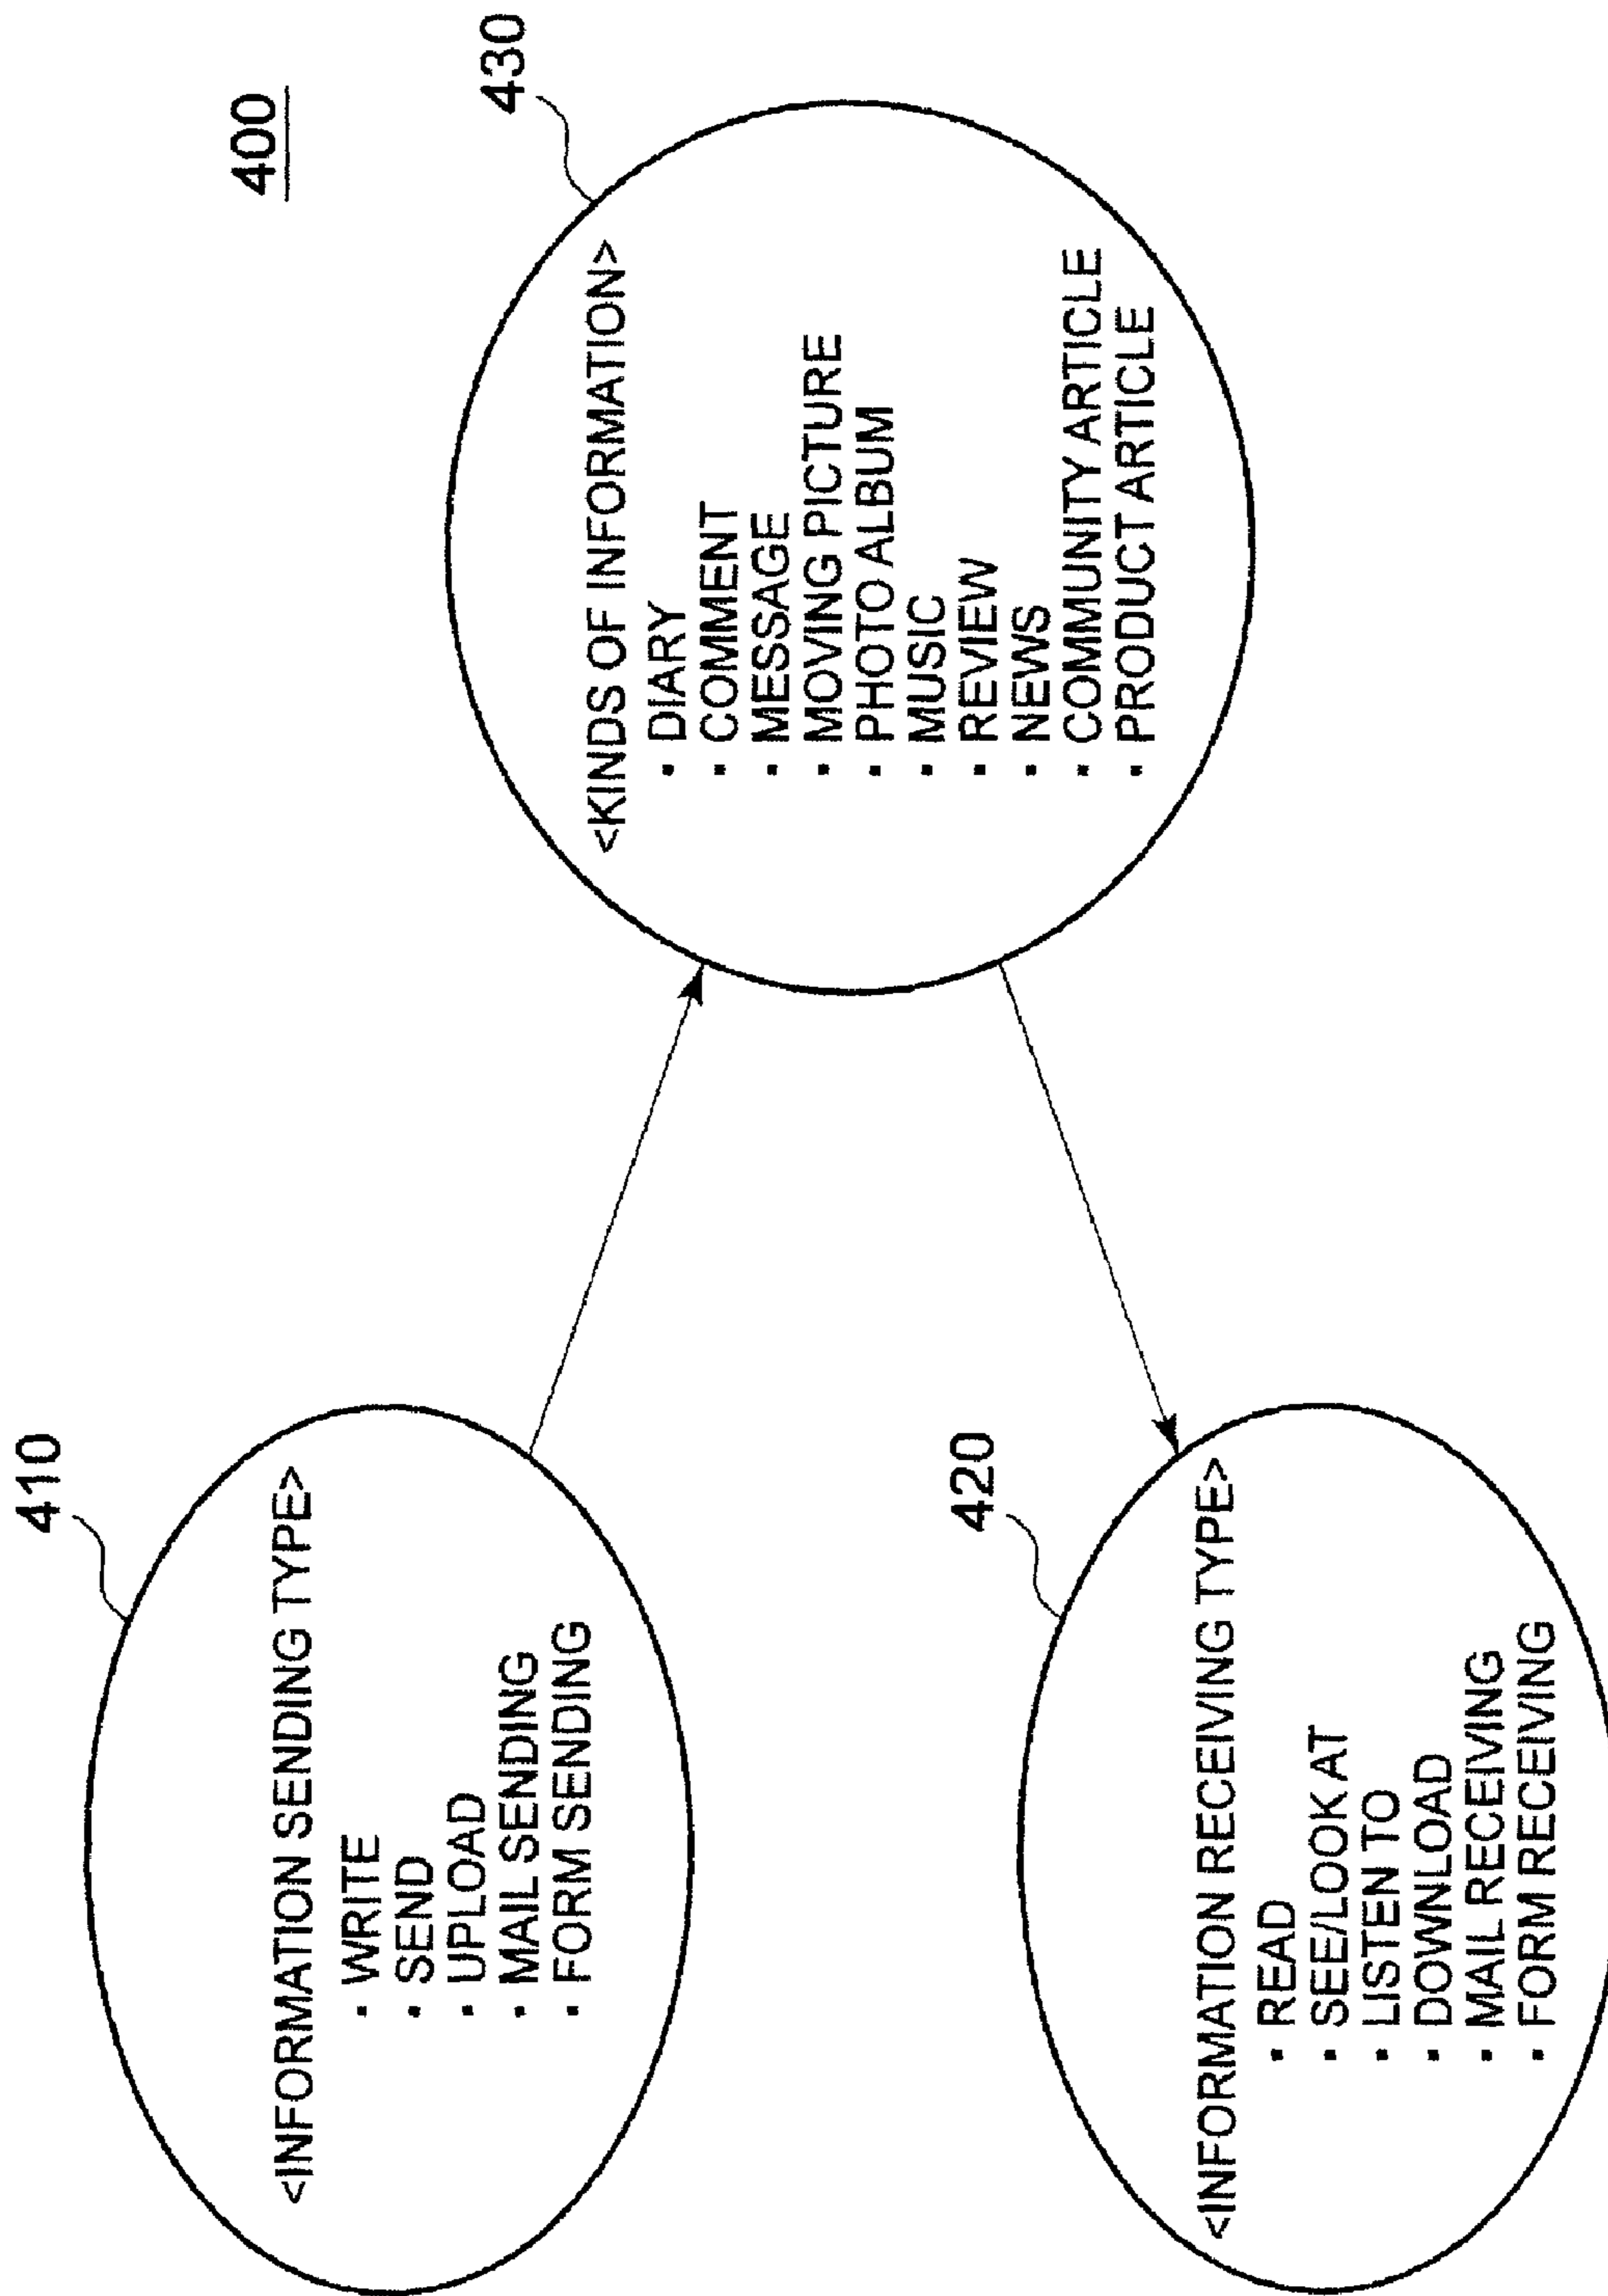 400
410
<INFORMATION SENDING TYPE>
· WRITE
· SEND
· UPLOAD
· MAIL SENDING
· FORM SENDING
430
<KINDS OF INFORMATION>
· DIARY
· COMMENT
· MESSAGE
· MOVING PICTURE
· PHOTO ALBUM
· MUSIC
· REVIEW
· NEWS
· COMMUNITY ARTICLE
· PRODUCT ARTICLE
420
<INFORMATION RECEIVING TYPE>
· READ
· SEE/LOOK AT
· LISTEN TO
· DOWNLOAD
· MAIL RECEIVING
· FORM RECEIVING